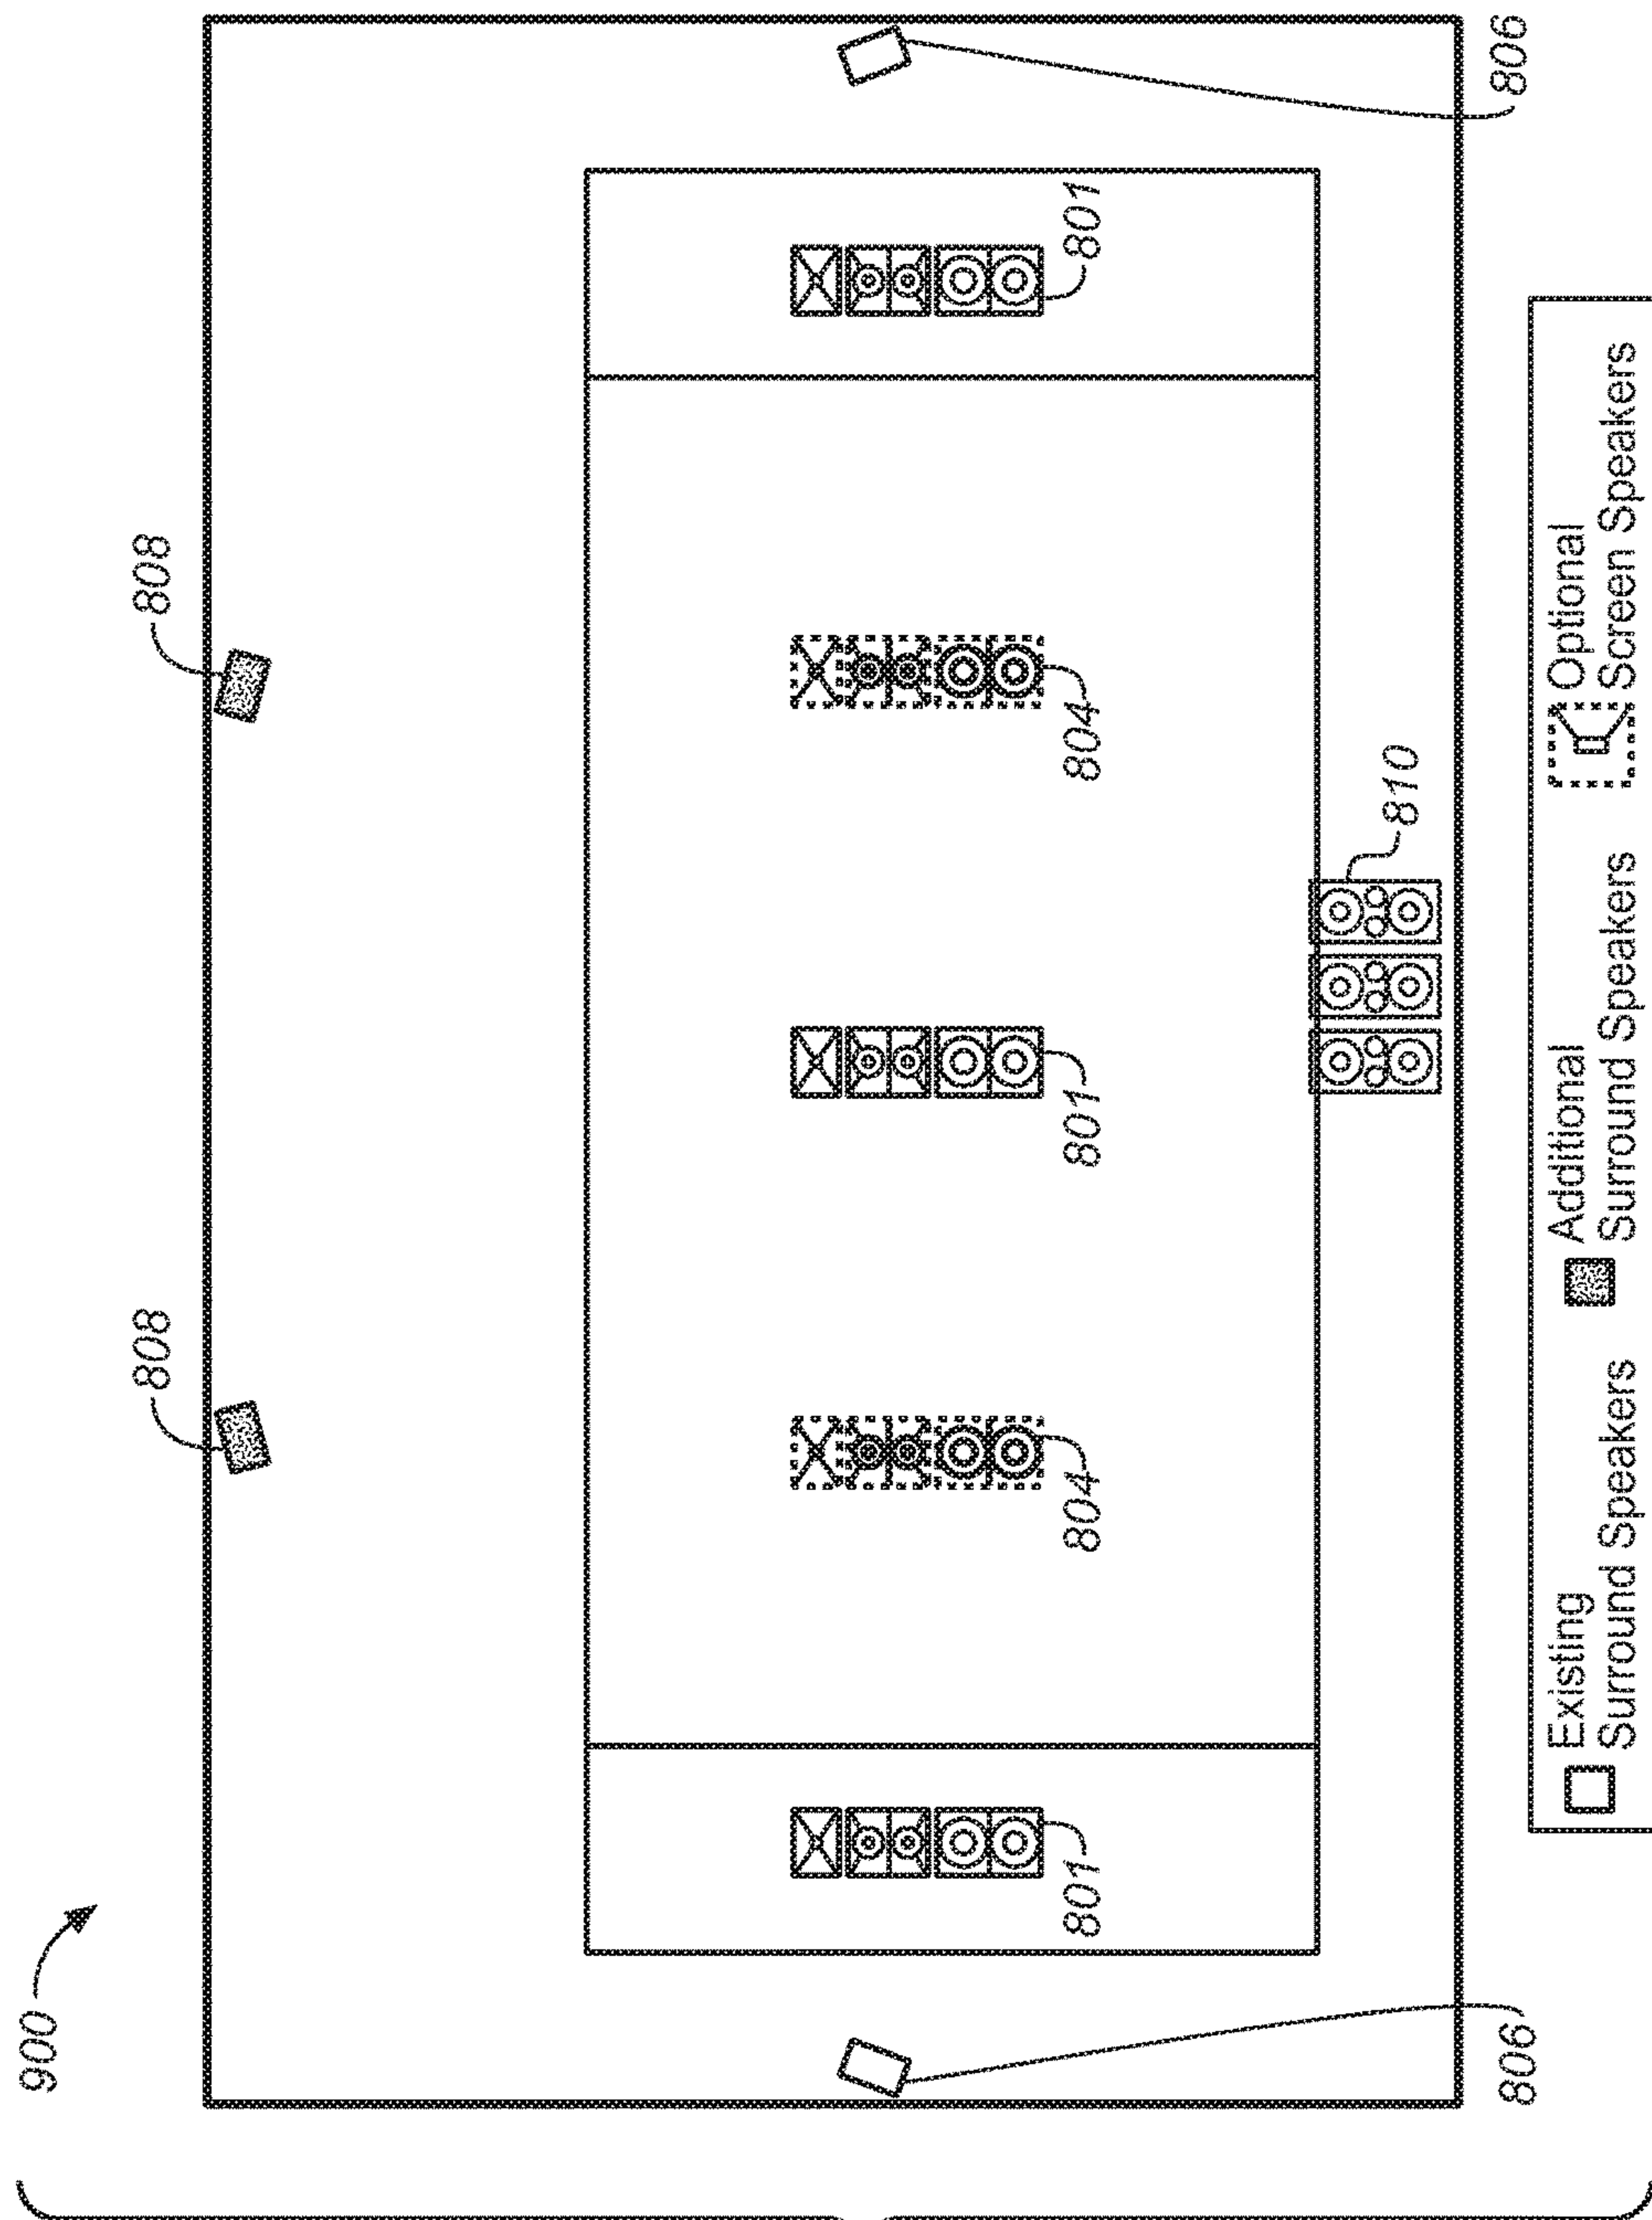 900
808
808
801
804
801
804
801
810
806
806
Existing
Surround Speakers
Additional
Surround Speakers
Optional
Screen Speakers